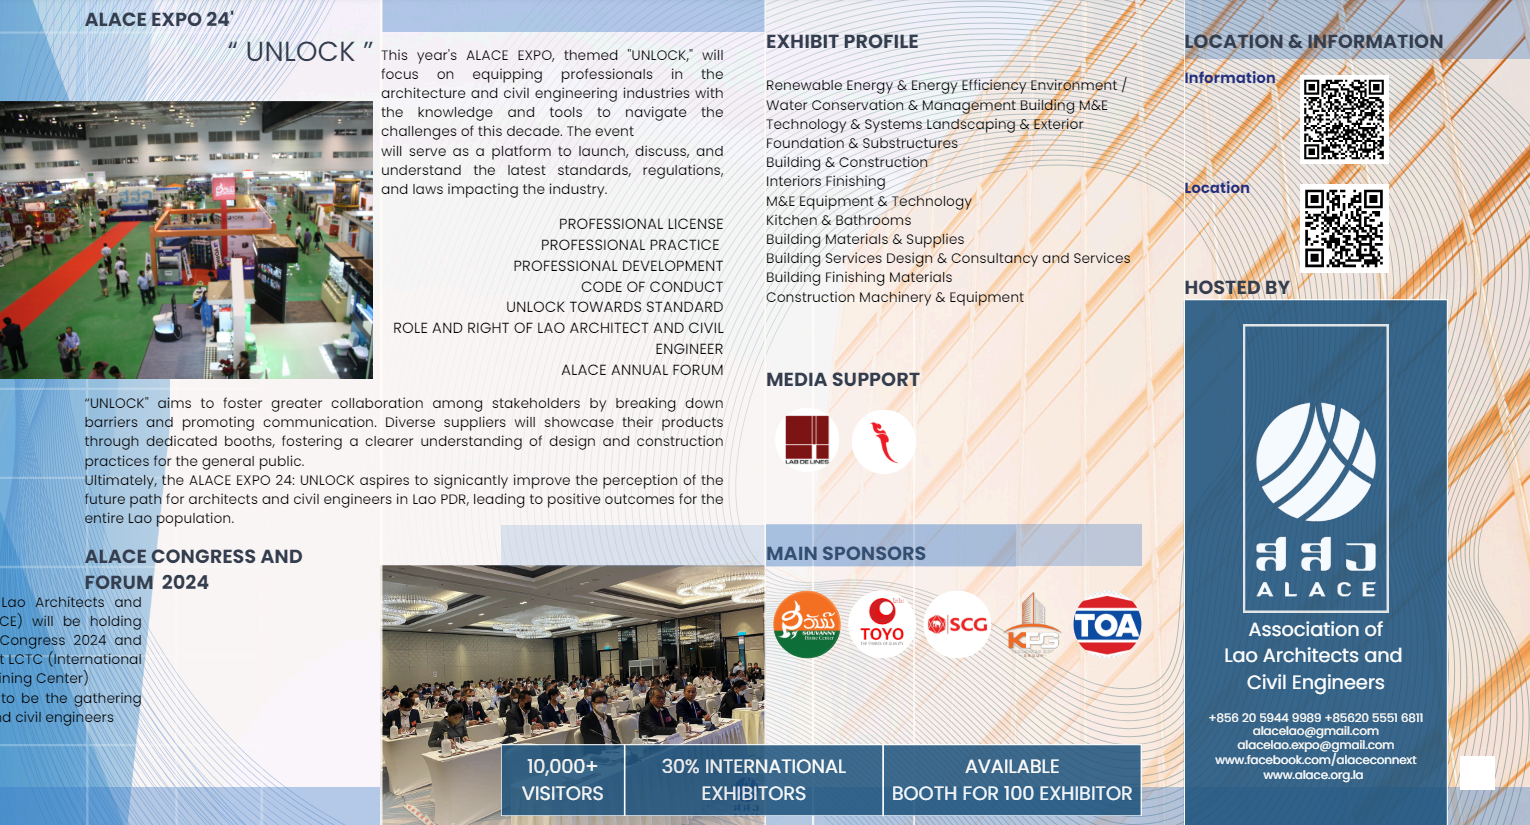 ALACE EXPO 24'
“ UNLOCK ”
This year's ALACE EXPO, themed "UNLOCK," will
focus on equipping professionals in the
architecture and civil engineering industries with
the knowledge and tools to navigate the
challenges of this decade. The event
will serve as a platform to launch, discuss, and
understand the latest standards, regulations,
and laws impacting the industry.
PROFESSIONAL LICENSE
PROFESSIONAL PRACTICE
PROFESSIONAL DEVELOPMENT
CODE OF CONDUCT
UNLOCK TOWARDS STANDARD
ROLE AND RIGHT OF LAO ARCHITECT AND CIVIL
ENGINEER
ALACE ANNUAL FORUM
“UNLOCK" aims to foster greater collaboration among stakeholders by breaking down
barriers and promoting communication. Diverse suppliers will showcase their products
through dedicated booths, fostering a clearer understanding of design and construction
practices for the general public.
Ultimately, the ALACE EXPO 24: UNLOCK aspires to signicantly improve the perception of the
future path for architects and civil engineers in Lao PDR, leading to positive outcomes for the
entire Lao population.
ALACE CONGRESS AND
FORUM 2024
Lao Architects and
CE) will be holding
Congress 2024 and
t LCTC (International
ining Center)
to be the gathering
nd civil engineers
EXHIBIT PROFILE
Renewable Energy & Energy Efficiency Environment /
Water Conservation & Management Building M&E
Technology & Systems Landscaping & Exterior
Foundation & Substructures
Building & Construction
Interiors Finishing
M&E Equipment & Technology
Kitchen & Bathrooms
Building Materials & Supplies
Building Services Design & Consultancy and Services
Building Finishing Materials
Construction Machinery & Equipment
MEDIA SUPPORT
LAB DE LINES
MAIN SPONSORS
SOUVANNY
Home Center
TOYO
SCG
KPG
TOA
10,000+
VISITORS
30% INTERNATIONAL
EXHIBITORS
AVAILABLE
BOOTH FOR 100 EXHIBITOR
LOCATION & INFORMATION
Information
Location
HOSTED BY
ສສວ
ALACE
Association of
Lao Architects and
Civil Engineers
+856 20 5944 9989 +85620 5551 6811
alacelao@gmail.com
alacelao.expo@gmail.com
www.facebook.com/alaceconnext
www.alace.org.la